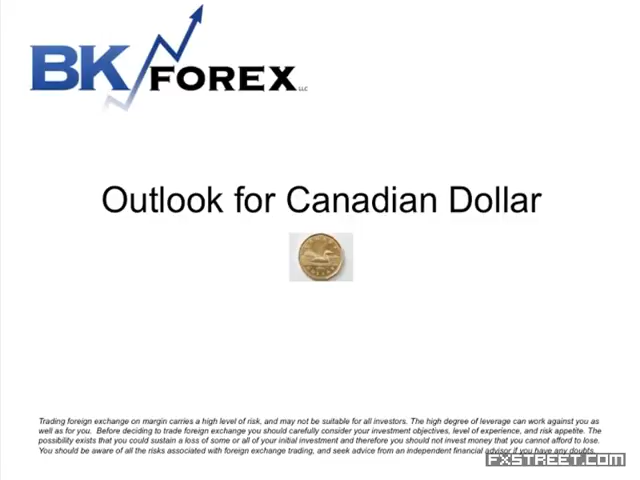 BK FOREX LLC
Outlook for Canadian Dollar
Trading foreign exchange on margin carries a high level of risk, and may not be suitable for all investors. The high degree of leverage can work against you as
well as for you. Before deciding to trade foreign exchange you should carefully consider your investment objectives, level of experience, and risk appetite. The
possibility exists that you could sustain a loss of some or all of your initial investment and therefore you should not invest money that you cannot afford to lose.
You should be aware of all the risks associated with foreign exchange trading, and seek advice from an independent financial advisor if you have any doubts.
FXSTREET.COM